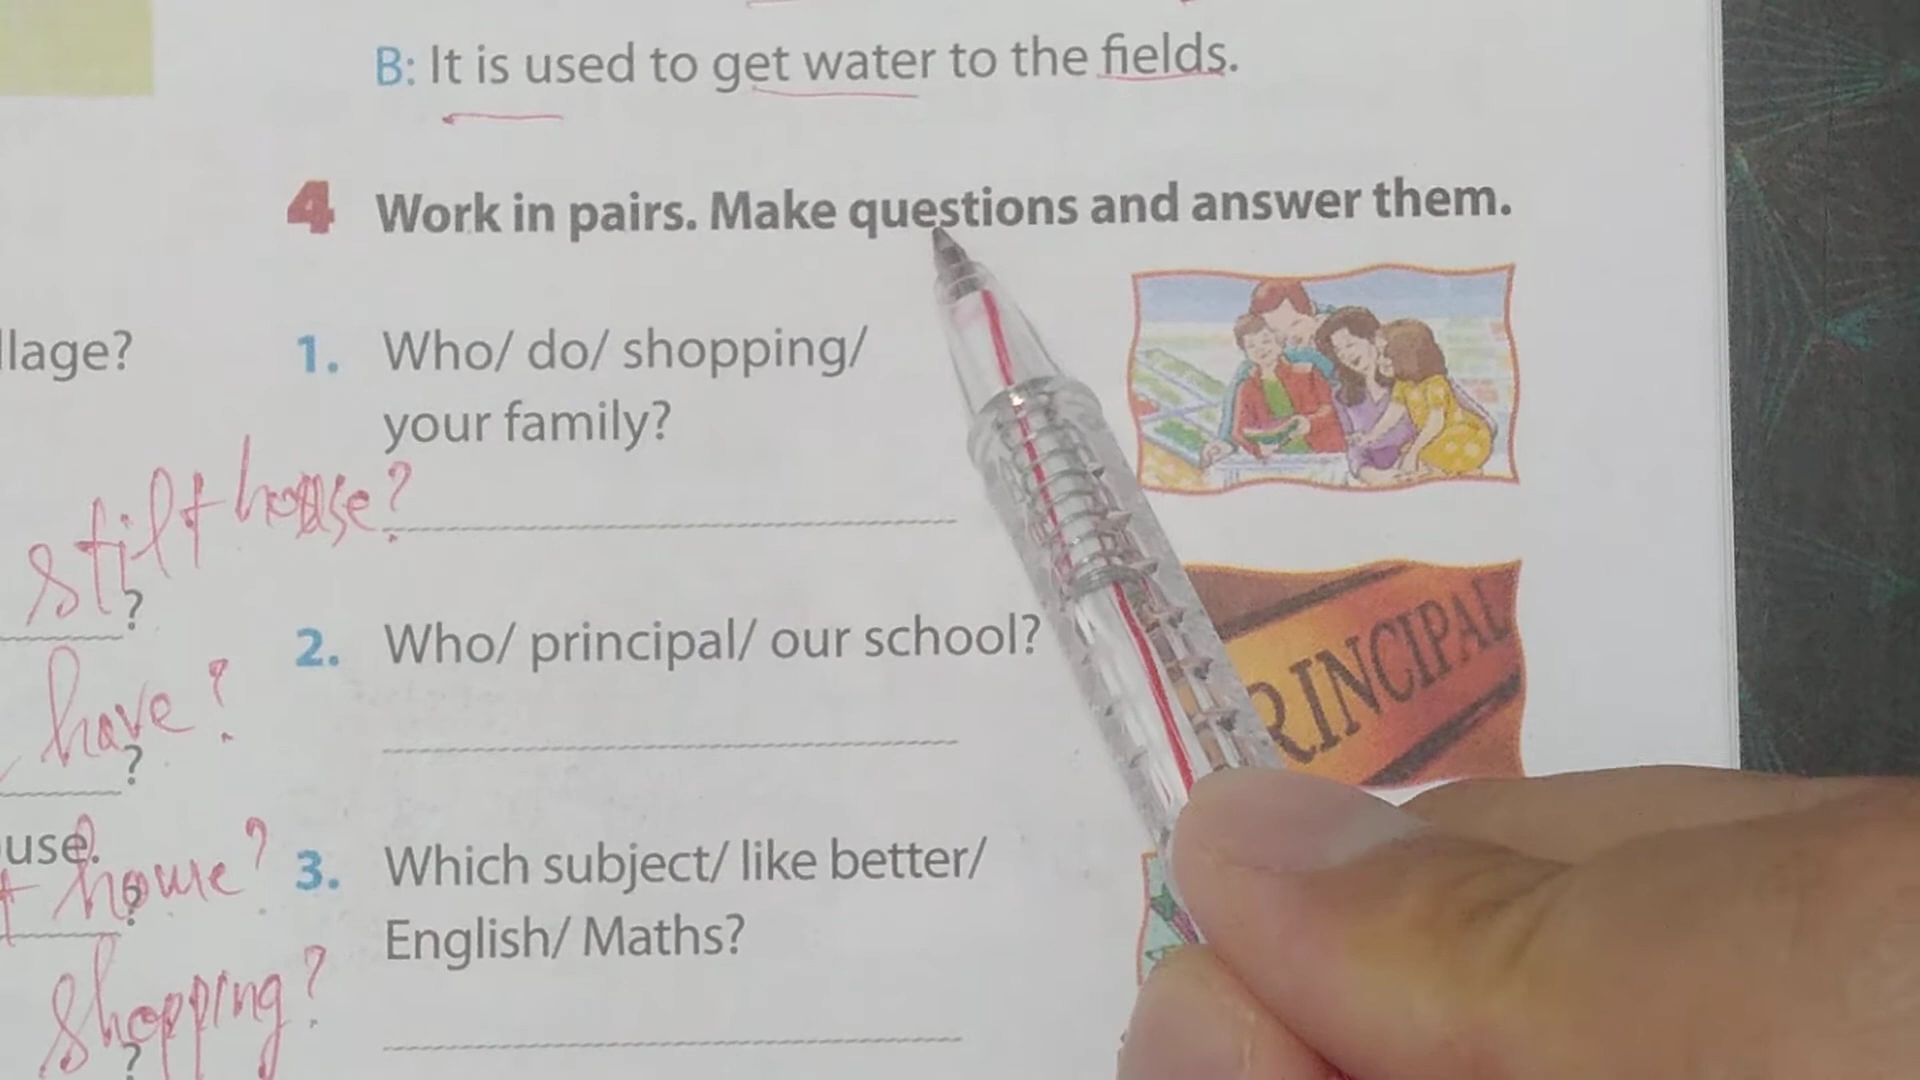 B: It is used to get water to the fields.
4 Work in pairs. Make questions and answer them.
llage?
1. Who/ do/ shopping/
your family?
stilt house?
?
2. Who/ principal/ our school?
RINCIPAL
have?
?
use.
3. Which subject/ like better/
English/ Maths?
?
shopping?
?